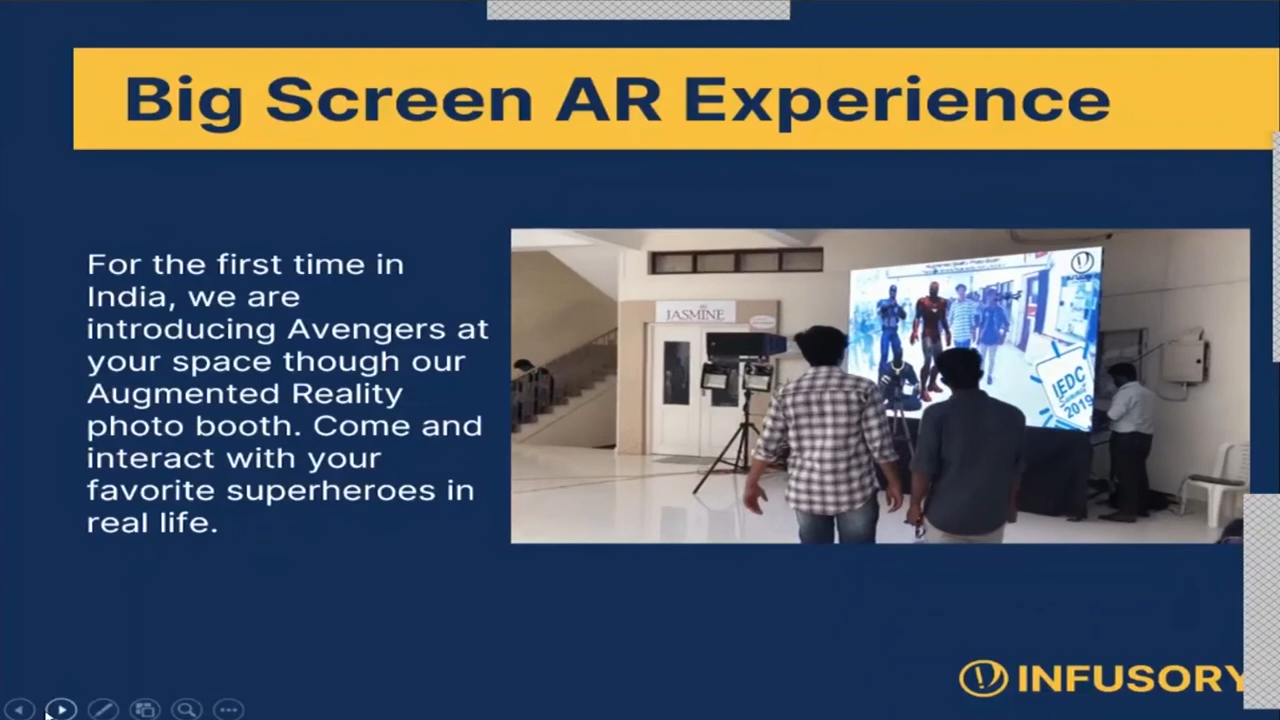 Big Screen AR Experience
For the first time in
India, we are
introducing Avengers at
your space though our
Augmented Reality
photo booth. Come and
interact with your
favorite superheroes in
real life.
JASMINE
IEDC
Summit
2019
INFUSORY